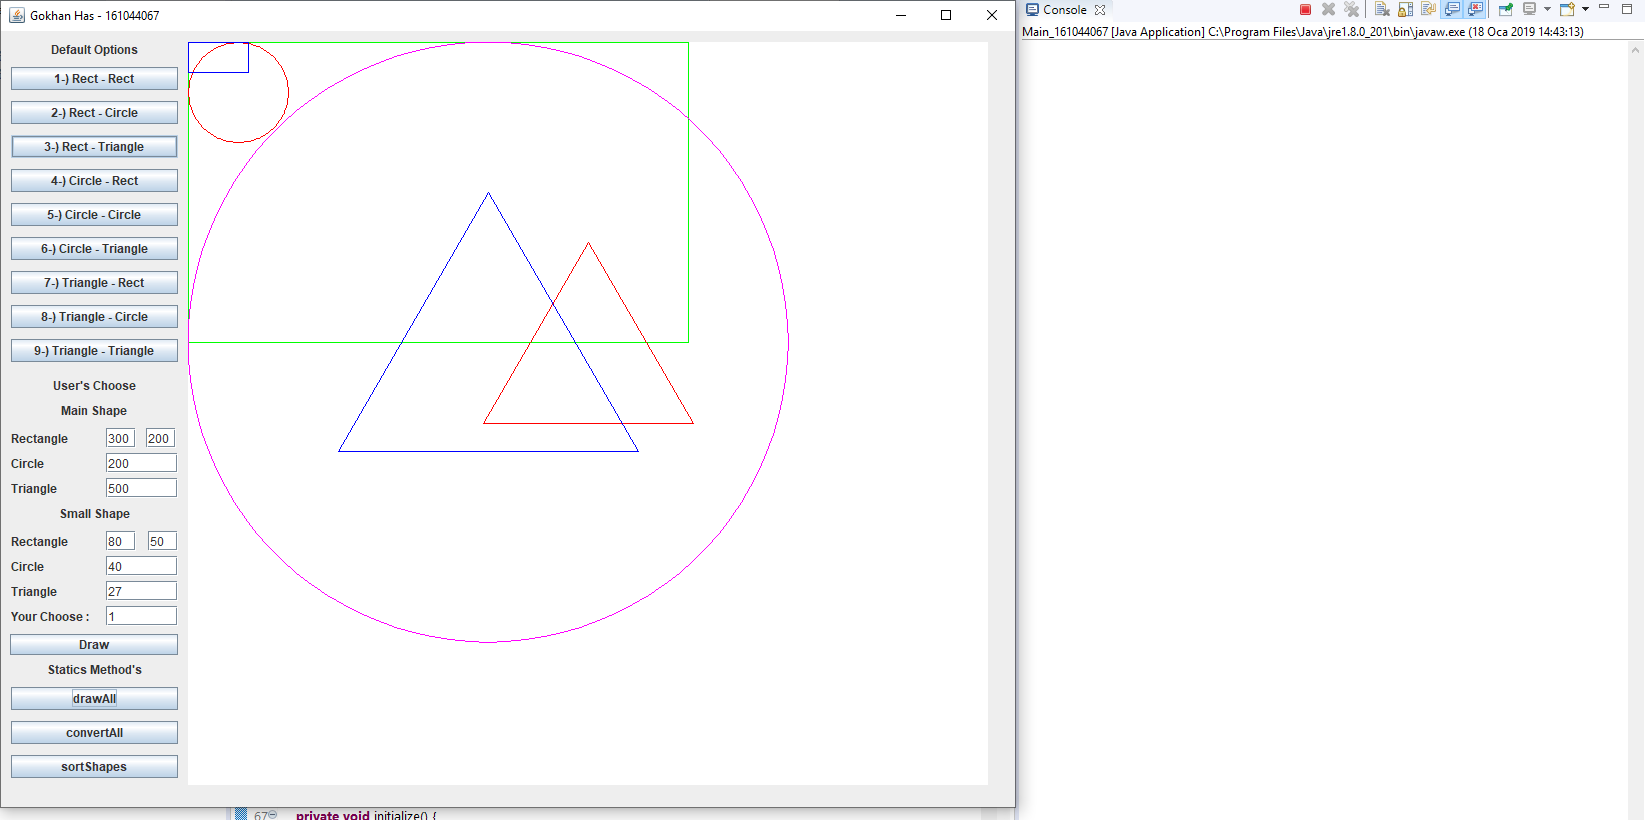 Gokhan Has - 161044067
Default Options
1-) Rect - Rect
2-) Rect - Circle
3-) Rect - Triangle
4-) Circle - Rect
5-) Circle - Circle
6-) Circle - Triangle
7-) Triangle - Rect
8-) Triangle - Circle
9-) Triangle - Triangle
User's Choose
Main Shape
Rectangle 300 200
Circle 200
Triangle 500
Small Shape
Rectangle 80 50
Circle 40
Triangle 27
Your Choose : 1
Draw
Statics Method's
drawAll
convertAll
sortShapes
67 private void initialize() {
Console
Main_161044067 [Java Application] C:\Program Files\Java\jre1.8.0_201\bin\javaw.exe (18 Oca 2019 14:43:13)